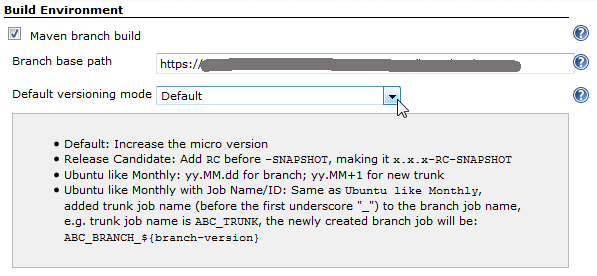 Build Environment
Maven branch build
Branch base path https://
Default versioning mode Default
• Default: Increase the micro version
• Release Candidate: Add RC before -SNAPSHOT, making it x.x.x-RC-SNAPSHOT
• Ubuntu like Monthly: yy.MM.dd for branch; yy.MM+1 for new trunk
• Ubuntu like Monthly with Job Name/ID: Same as Ubuntu like Monthly,
added trunk job name (before the first underscore "_") to the branch job name,
e.g. trunk job name is ABC_TRUNK, the newly created branch job will be:
ABC_BRANCH_${branch-version}